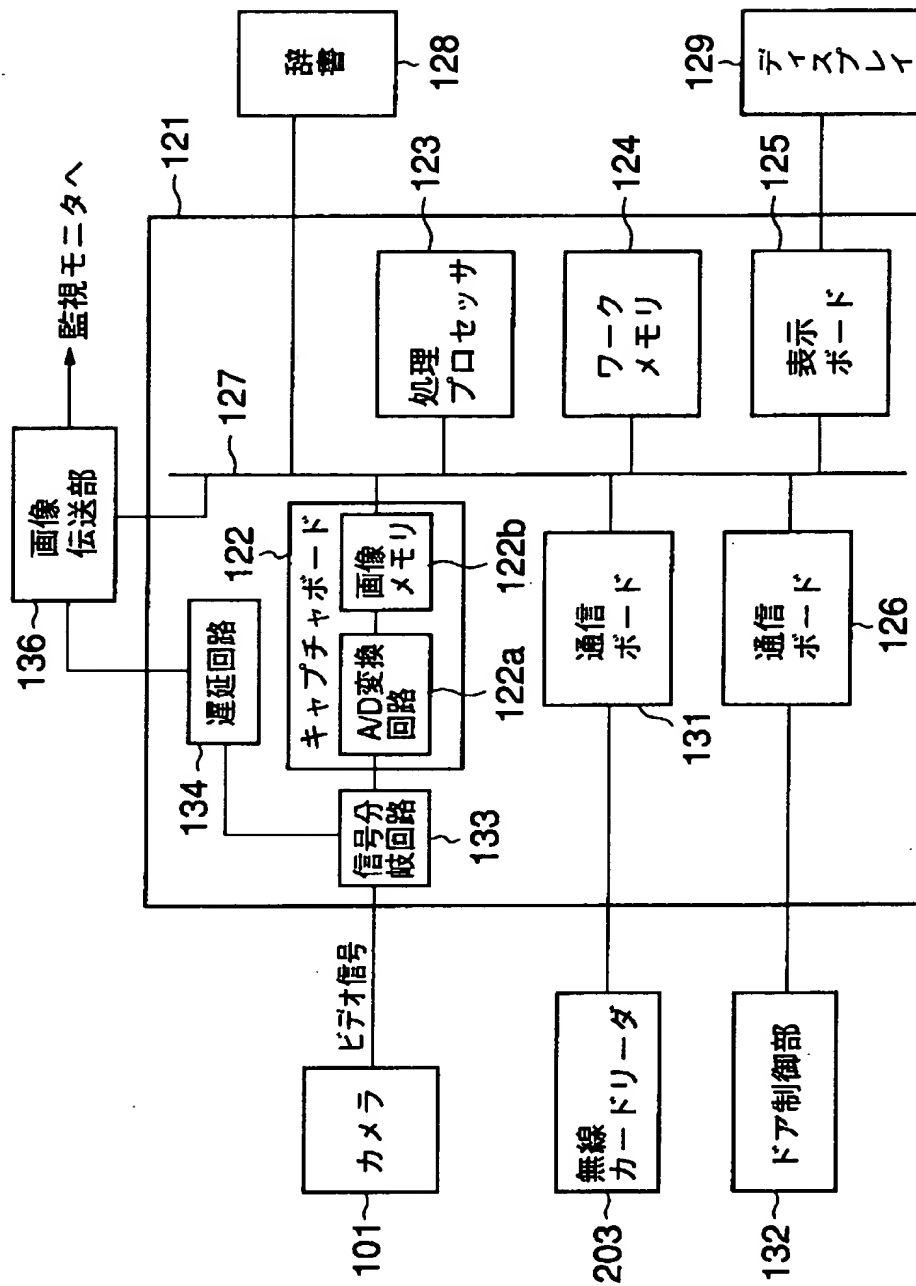 監視モニタへ
画像
伝送部
136
121
辞書
128
127
遅延回路
134
122
キャプチャボード
A/D変換
回路
122a
画像
メモリ
122b
信号分
岐回路
133
処理
プロセッサ
123
ワーク
メモリ
124
表示
ボード
125
ディスプレイ
129
通信
ボード
131
通信
ボード
126
ビデオ信号
カメラ
101
無線
カードリーダ
203
ドア制御部
132